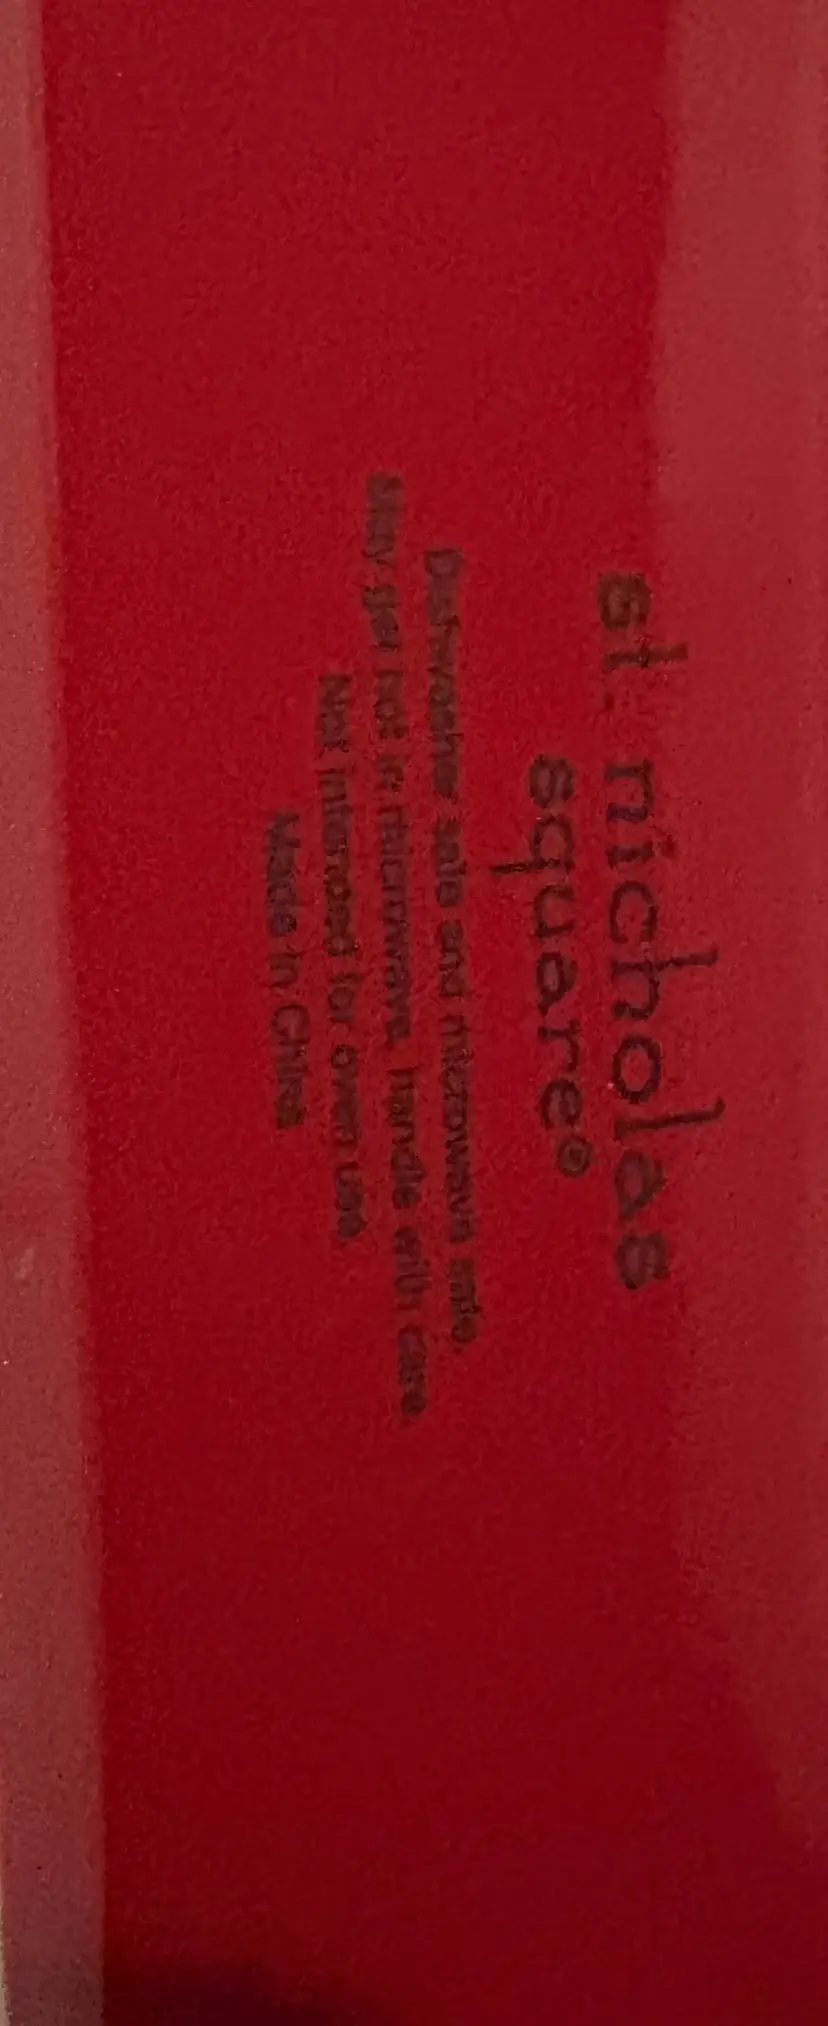 st. nicholas
square®
Dishwasher safe and microwave safe.
May get hot in microwave, handle with care
Not intended for oven use
Made in China